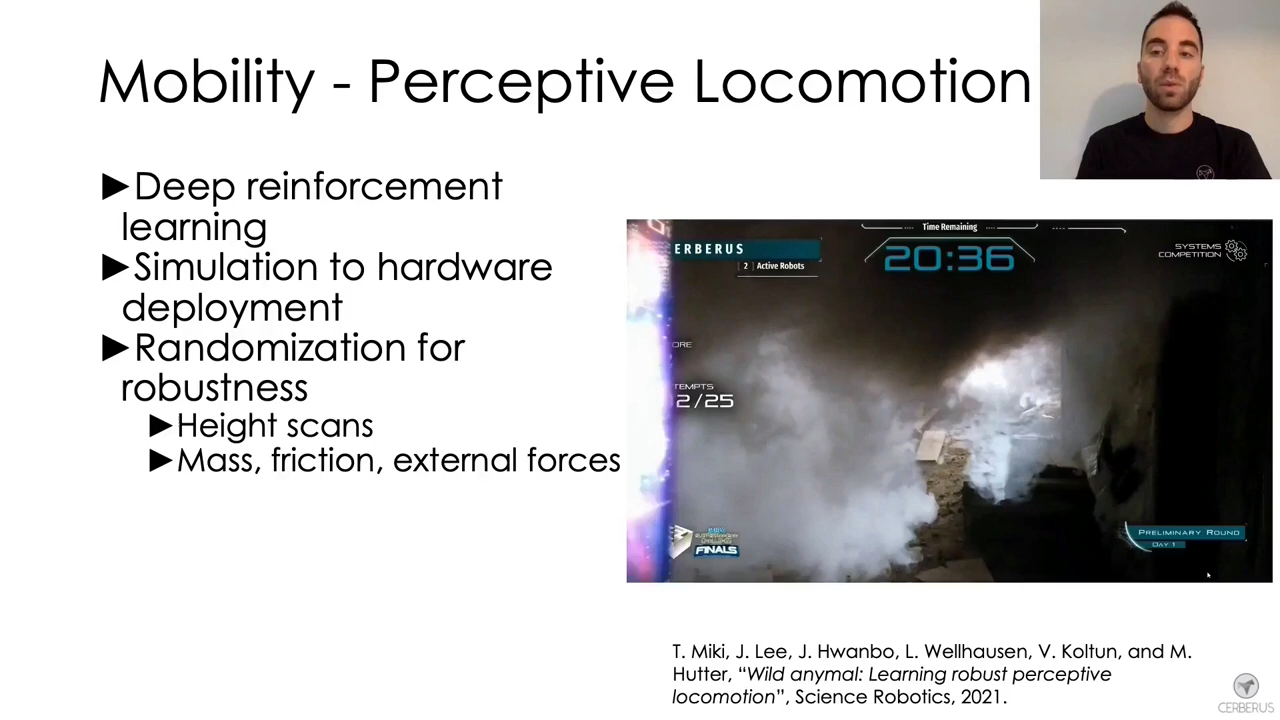 Mobility - Perceptive Locomotion
►Deep reinforcement
learning
►Simulation to hardware
deployment
►Randomization for
robustness
►Height scans
►Mass, friction, external forces
Time Remaining
20:36
ERBERUS
2 Active Robots
SYSTEMS
COMPETITION
ORE
TEMPTS
2/25
FINALS
PRELIMINARY ROUND
DAY 1
T. Miki, J. Lee, J. Hwanbo, L. Wellhausen, V. Koltun, and M.
Hutter, “Wild anymal: Learning robust perceptive
locomotion”, Science Robotics, 2021.
CERBERUS